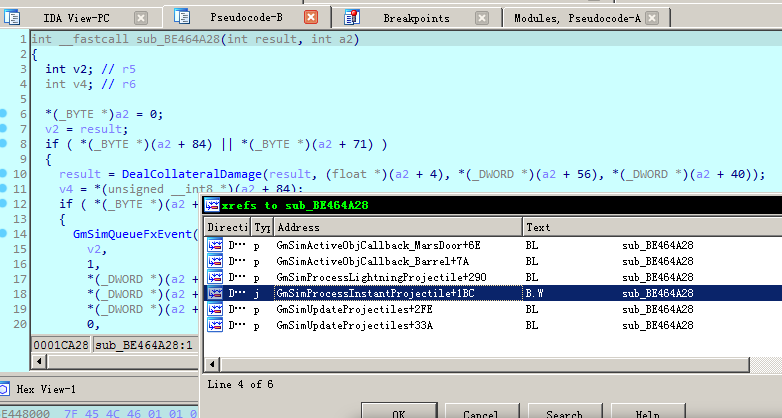 IDA View-PC
Pseudocode-B
Breakpoints
Modules, Pseudocode-A
1 int __fastcall sub_BE464A28(int result, int a2)
2 {
3 int v2; // r5
4 int v4; // r6
5
6 *(_BYTE *)a2 = 0;
7 v2 = result;
8 if ( *(_BYTE *)(a2 + 84) || *(_BYTE *)(a2 + 71) )
9 {
10 result = DealCollateralDamage(result, (float *)(a2 + 4), *(_DWORD *)(a2 + 56), *(_DWORD *)(a2 + 40));
11 v4 = *(unsigned __int8 *)(a2 + 84);
12 if ( *(_BYTE *)(a2 +
13 {
14 GmSimQueueFxEvent(
15 v2,
16 1,
17 *(_DWORD *)(a2 +
18 *(_DWORD *)(a2 +
19 *(_DWORD *)(a2 +
20 0,
xrefs to sub_BE464A28
Directi Typ Address Text
D… p GmSimActiveObjCallback_MarsDoor+6E BL sub_BE464A28
D… p GmSimActiveObjCallback_Barrel+7A BL sub_BE464A28
D… p GmSimProcessLightningProjectile+290 BL sub_BE464A28
D… j GmSimProcessInstantProjectile+1BC B.W sub_BE464A28
D… p GmSimUpdateProjectiles+2FE BL sub_BE464A28
D… p GmSimUpdateProjectiles+33A BL sub_BE464A28
Line 4 of 6
OK Cancel Search Help
0001CA28 sub_BE464A28:1
Hex View-1
7F 45 4C 46 01 01 0